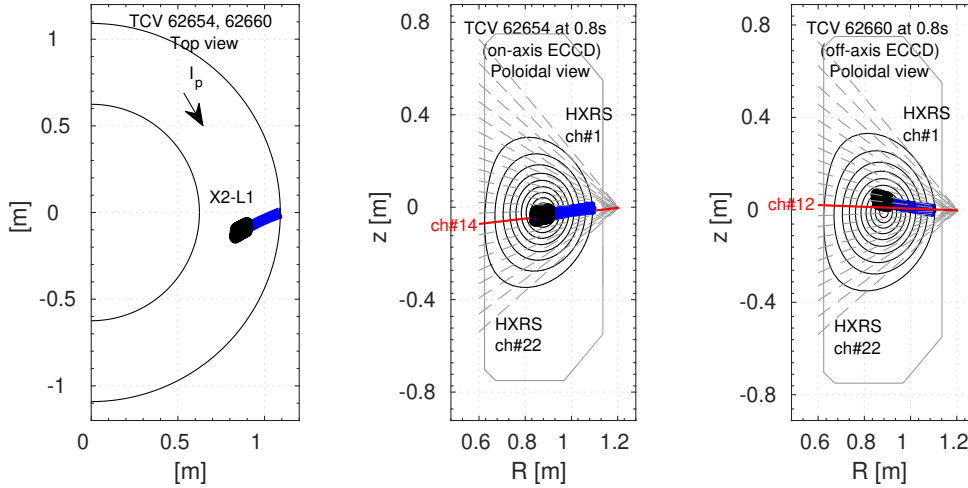 TCV 62654, 62660
Top view
I_p
X2-L1
1
0.5
0
-0.5
-1
0
0.5
1
[m]
[m]
TCV 62654 at 0.8s
(on-axis ECCD)
Poloidal view
HXRS
ch#1
ch#14
HXRS
ch#22
0.8
0.4
0
-0.4
-0.8
0.6
0.8
1
1.2
z [m]
R [m]
TCV 62660 at 0.8s
(off-axis ECCD)
Poloidal view
HXRS
ch#1
ch#12
HXRS
ch#22
0.8
0.4
0
-0.4
-0.8
0.6
0.8
1
1.2
z [m]
R [m]